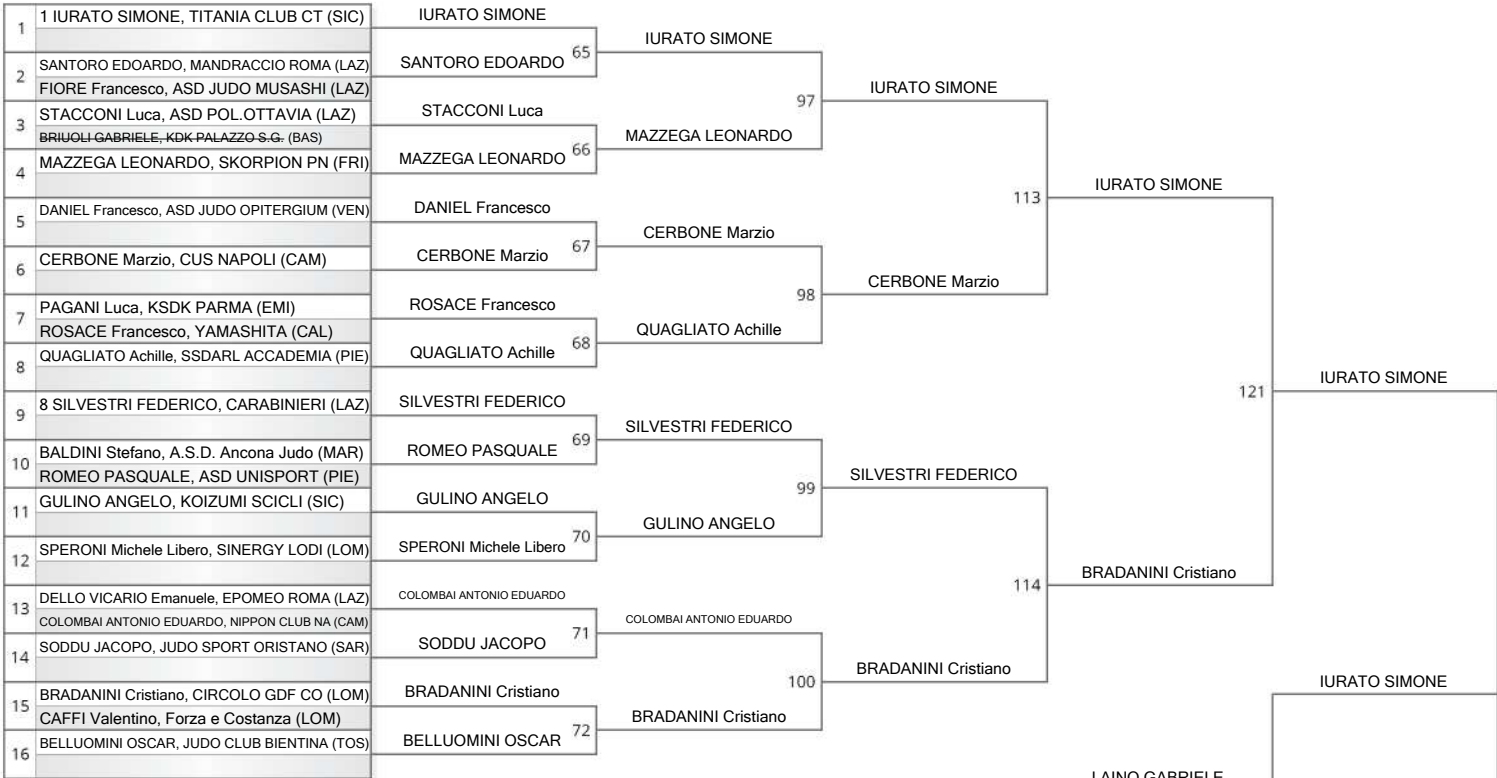 1 1 IURATO SIMONE, TITANIA CLUB CT (SIC)
2 SANTORO EDOARDO, MANDRACCIO ROMA (LAZ)
FIORE Francesco, ASD JUDO MUSASHI (LAZ)
3 STACCONI Luca, ASD POL.OTTAVIA (LAZ)
BRIUOLI GABRIELE, KDK PALAZZO S.G. (BAS)
4 MAZZEGA LEONARDO, SKORPION PN (FRI)
5 DANIEL Francesco, ASD JUDO OPITERGIUM (VEN)
6 CERBONE Marzio, CUS NAPOLI (CAM)
7 PAGANI Luca, KSDK PARMA (EMI)
ROSACE Francesco, YAMASHITA (CAL)
8 QUAGLIATO Achille, SSDARL ACCADEMIA (PIE)
9 8 SILVESTRI FEDERICO, CARABINIERI (LAZ)
10 BALDINI Stefano, A.S.D. Ancona Judo (MAR)
ROMEO PASQUALE, ASD UNISPORT (PIE)
11 GULINO ANGELO, KOIZUMI SCICLI (SIC)
12 SPERONI Michele Libero, SINERGY LODI (LOM)
13 DELLO VICARIO Emanuele, EPOMEO ROMA (LAZ)
COLOMBAI ANTONIO EDUARDO, NIPPON CLUB NA (CAM)
14 SODDU JACOPO, JUDO SPORT ORISTANO (SAR)
15 BRADANINI Cristiano, CIRCOLO GDF CO (LOM)
CAFFI Valentino, Forza e Costanza (LOM)
16 BELLUOMINI OSCAR, JUDO CLUB BIENTINA (TOS)
IURATO SIMONE
65
SANTORO EDOARDO
STACCONI Luca
66
MAZZEGA LEONARDO
DANIEL Francesco
67
CERBONE Marzio
ROSACE Francesco
68
QUAGLIATO Achille
SILVESTRI FEDERICO
69
ROMEO PASQUALE
GULINO ANGELO
70
SPERONI Michele Libero
COLOMBAI ANTONIO EDUARDO
71
SODDU JACOPO
BRADANINI Cristiano
72
BELLUOMINI OSCAR
IURATO SIMONE
97
MAZZEGA LEONARDO
CERBONE Marzio
98
QUAGLIATO Achille
SILVESTRI FEDERICO
99
GULINO ANGELO
COLOMBAI ANTONIO EDUARDO
100
BRADANINI Cristiano
IURATO SIMONE
113
CERBONE Marzio
SILVESTRI FEDERICO
114
BRADANINI Cristiano
IURATO SIMONE
121
BRADANINI Cristiano
IURATO SIMONE
IURATO SIMONE
LAINO GABRIELE